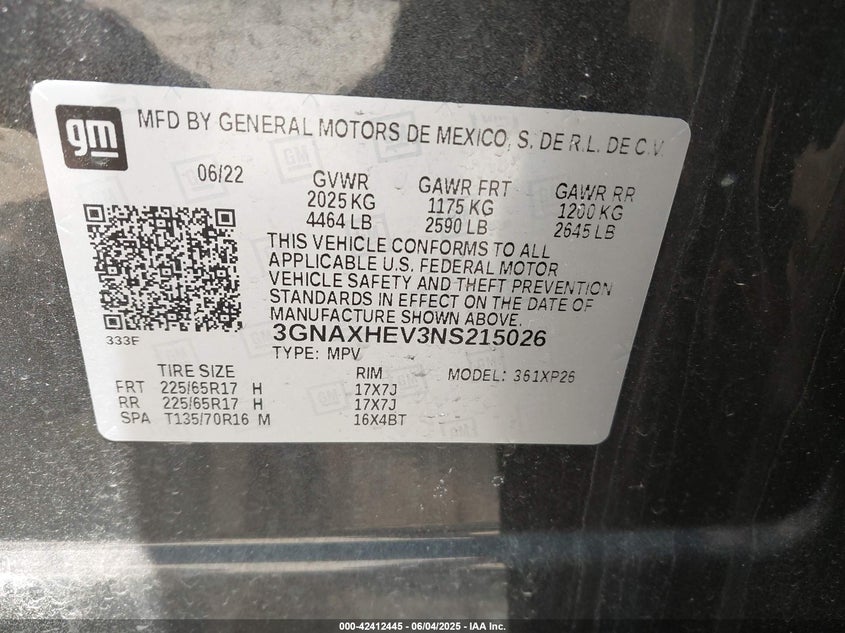 gm
MFD BY GENERAL MOTORS DE MEXICO, S. DE R.L. DE C.V.
06/22
GVWR
2025 KG
4464 LB
GAWR FRT
1175 KG
2590 LB
GAWR RR
1200 KG
2645 LB
THIS VEHICLE CONFORMS TO ALL
APPLICABLE U.S. FEDERAL MOTOR
VEHICLE SAFETY AND THEFT PREVENTION
STANDARDS IN EFFECT ON THE DATE OF
MANUFACTURE SHOWN ABOVE.
333F
3GNAXHEV3NS215026
TYPE: MPV
MODEL: 361XP26
TIRE SIZE RIM
FRT 225/65R17 H 17X7J
RR 225/65R17 H 17X7J
SPA T135/70R16 M 16X4BT
000-42412445 - 06/04/2025 - IAA Inc.